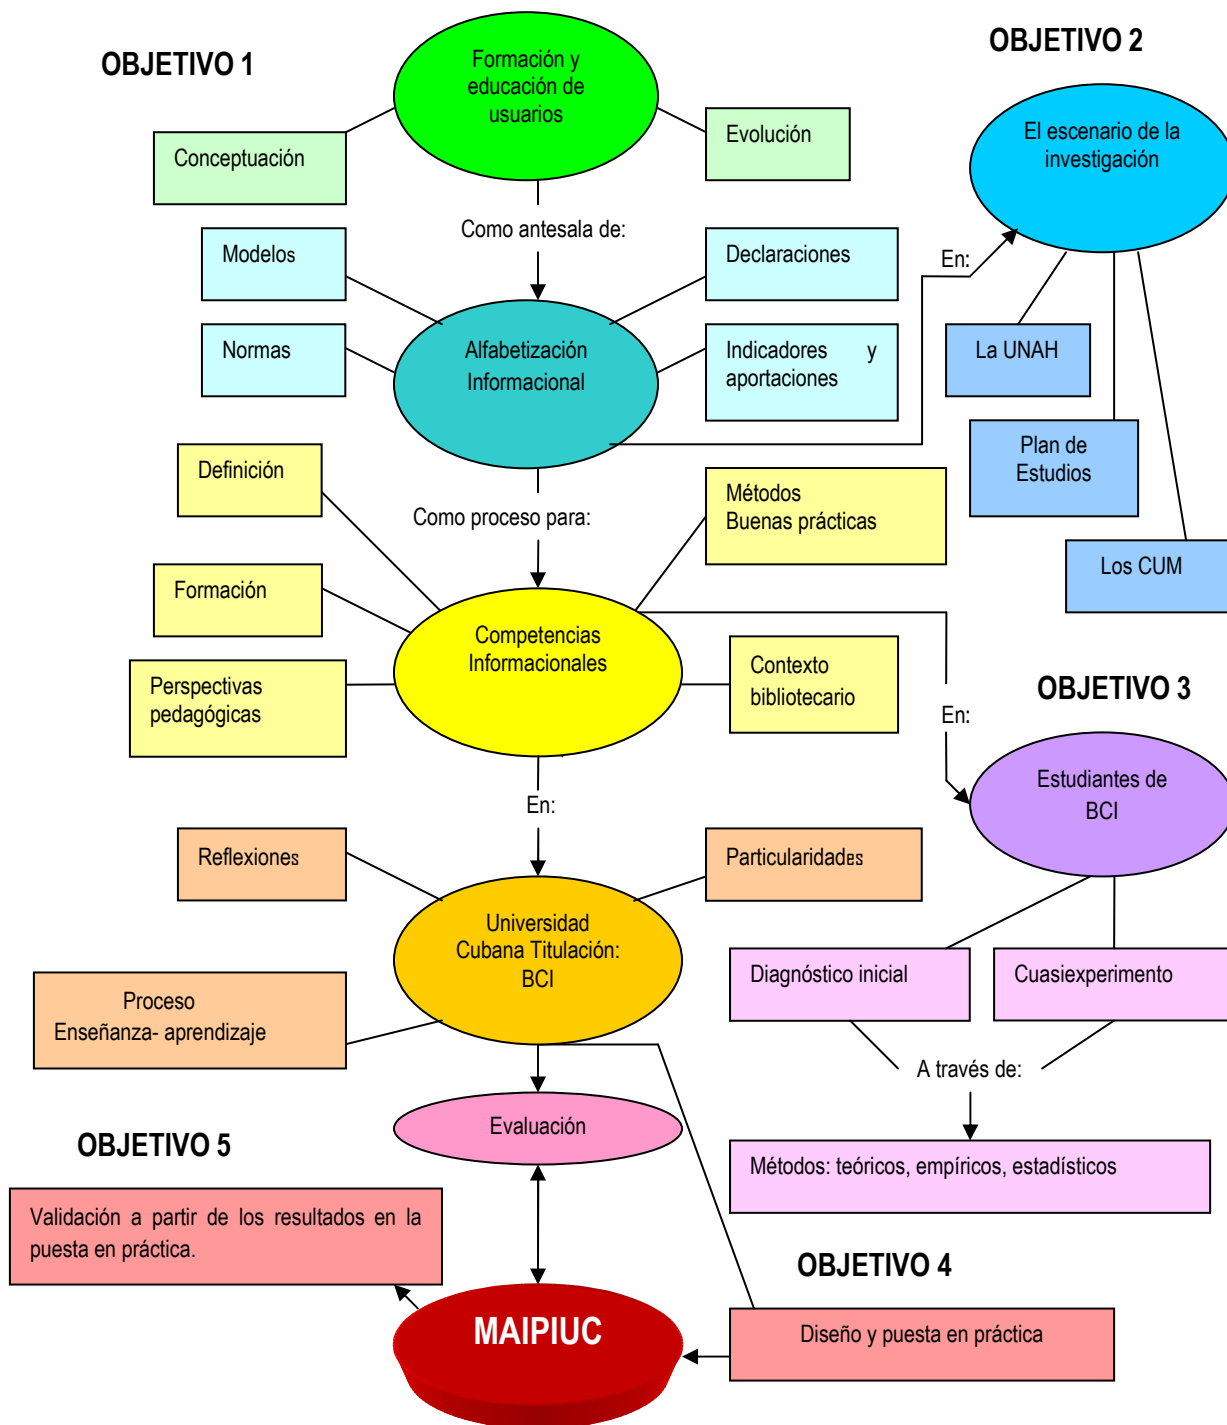 OBJETIVO 1
Formación y
educación de
usuarios
OBJETIVO 2
Conceptuación
Evolución
El escenario de la
investigación
Como antesala de:
Modelos
Declaraciones
En:
Normas
Alfabetización
Informacional
Indicadores y
aportaciones
La UNAH
Plan de
Estudios
Los CUM
Definición
Como proceso para:
Métodos
Buenas prácticas
Formación
Competencias
Informacionales
Perspectivas
pedagógicas
Contexto
bibliotecario
En:
OBJETIVO 3
Estudiantes de
BCI
En:
Reflexiones
Particularidades
Universidad
Cubana Titulación:
BCI
Proceso
Enseñanza- aprendizaje
Diagnóstico inicial
Cuasiexperimento
A través de:
Métodos: teóricos, empíricos, estadísticos
Evaluación
OBJETIVO 5
Validación a partir de los resultados en la
puesta en práctica.
OBJETIVO 4
MAIPIUC
Diseño y puesta en práctica